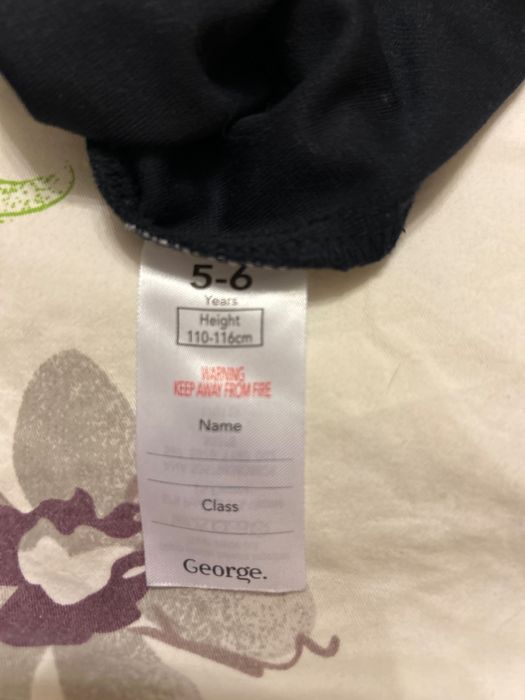 5-6
Years
Height
110-116cm
WARNING
KEEP AWAY FROM FIRE
Name
Class
George.